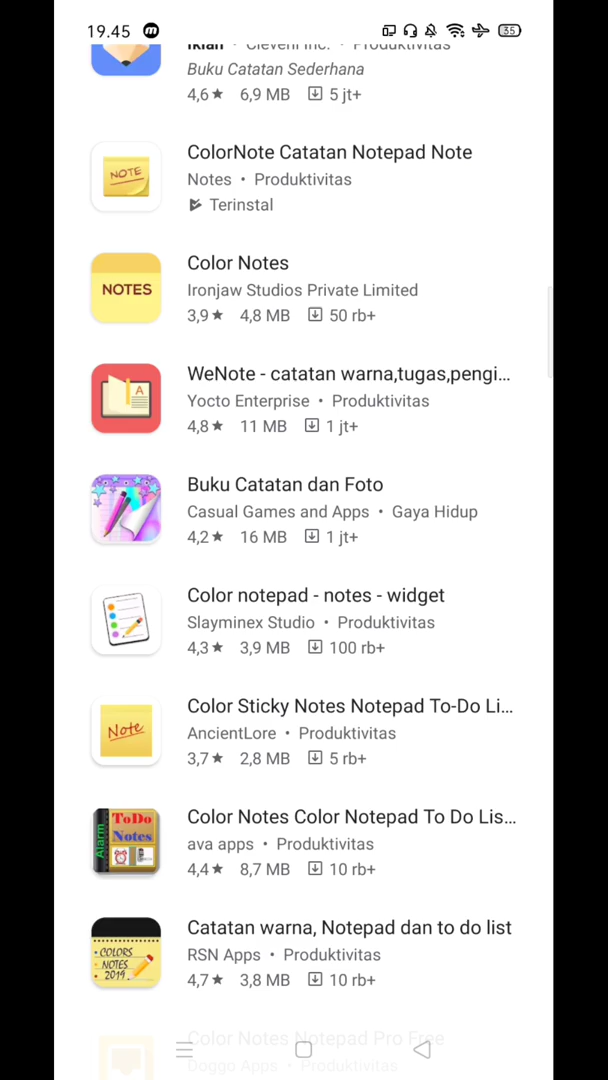 19.45
35
Iklan • Cleveni Inc. • Produktivitas
Buku Catatan Sederhana
4,6★ 6,9 MB 5 jt+
NOTE
ColorNote Catatan Notepad Note
Notes • Produktivitas
Terinstal
NOTES
Color Notes
Ironjaw Studios Private Limited
3,9★ 4,8 MB 50 rb+
A
WeNote - catatan warna,tugas,pengi...
Yocto Enterprise • Produktivitas
4,8★ 11 MB 1 jt+
Buku Catatan dan Foto
Casual Games and Apps • Gaya Hidup
4,2★ 16 MB 1 jt+
Color notepad - notes - widget
Slayminex Studio • Produktivitas
4,3★ 3,9 MB 100 rb+
Note
Color Sticky Notes Notepad To-Do Li...
AncientLore • Produktivitas
3,7★ 2,8 MB 5 rb+
Alarm
ToDo
Notes
Color Notes Color Notepad To Do Lis...
ava apps • Produktivitas
4,4★ 8,7 MB 10 rb+
• COLORS
• NOTES
• 2019
Catatan warna, Notepad dan to do list
RSN Apps • Produktivitas
4,7★ 3,8 MB 10 rb+
Color Notes Notepad Pro Free
Doggo Apps • Produktivitas